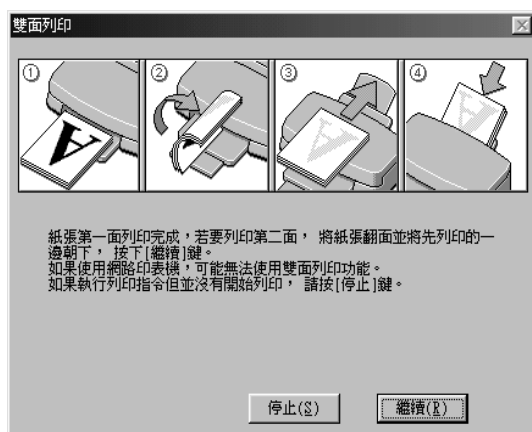 雙面列印
① ② ③ ④
A A A A
紙張第一面列印完成，若要列印第二面， 將紙張翻面並將先列印的一
邊朝下， 按下[繼續]鍵。
如果使用網路印表機，可能無法使用雙面列印功能。
如果執行列印指令但並沒有開始列印， 請按[停止]鍵。
停止(S) 繼續(R)